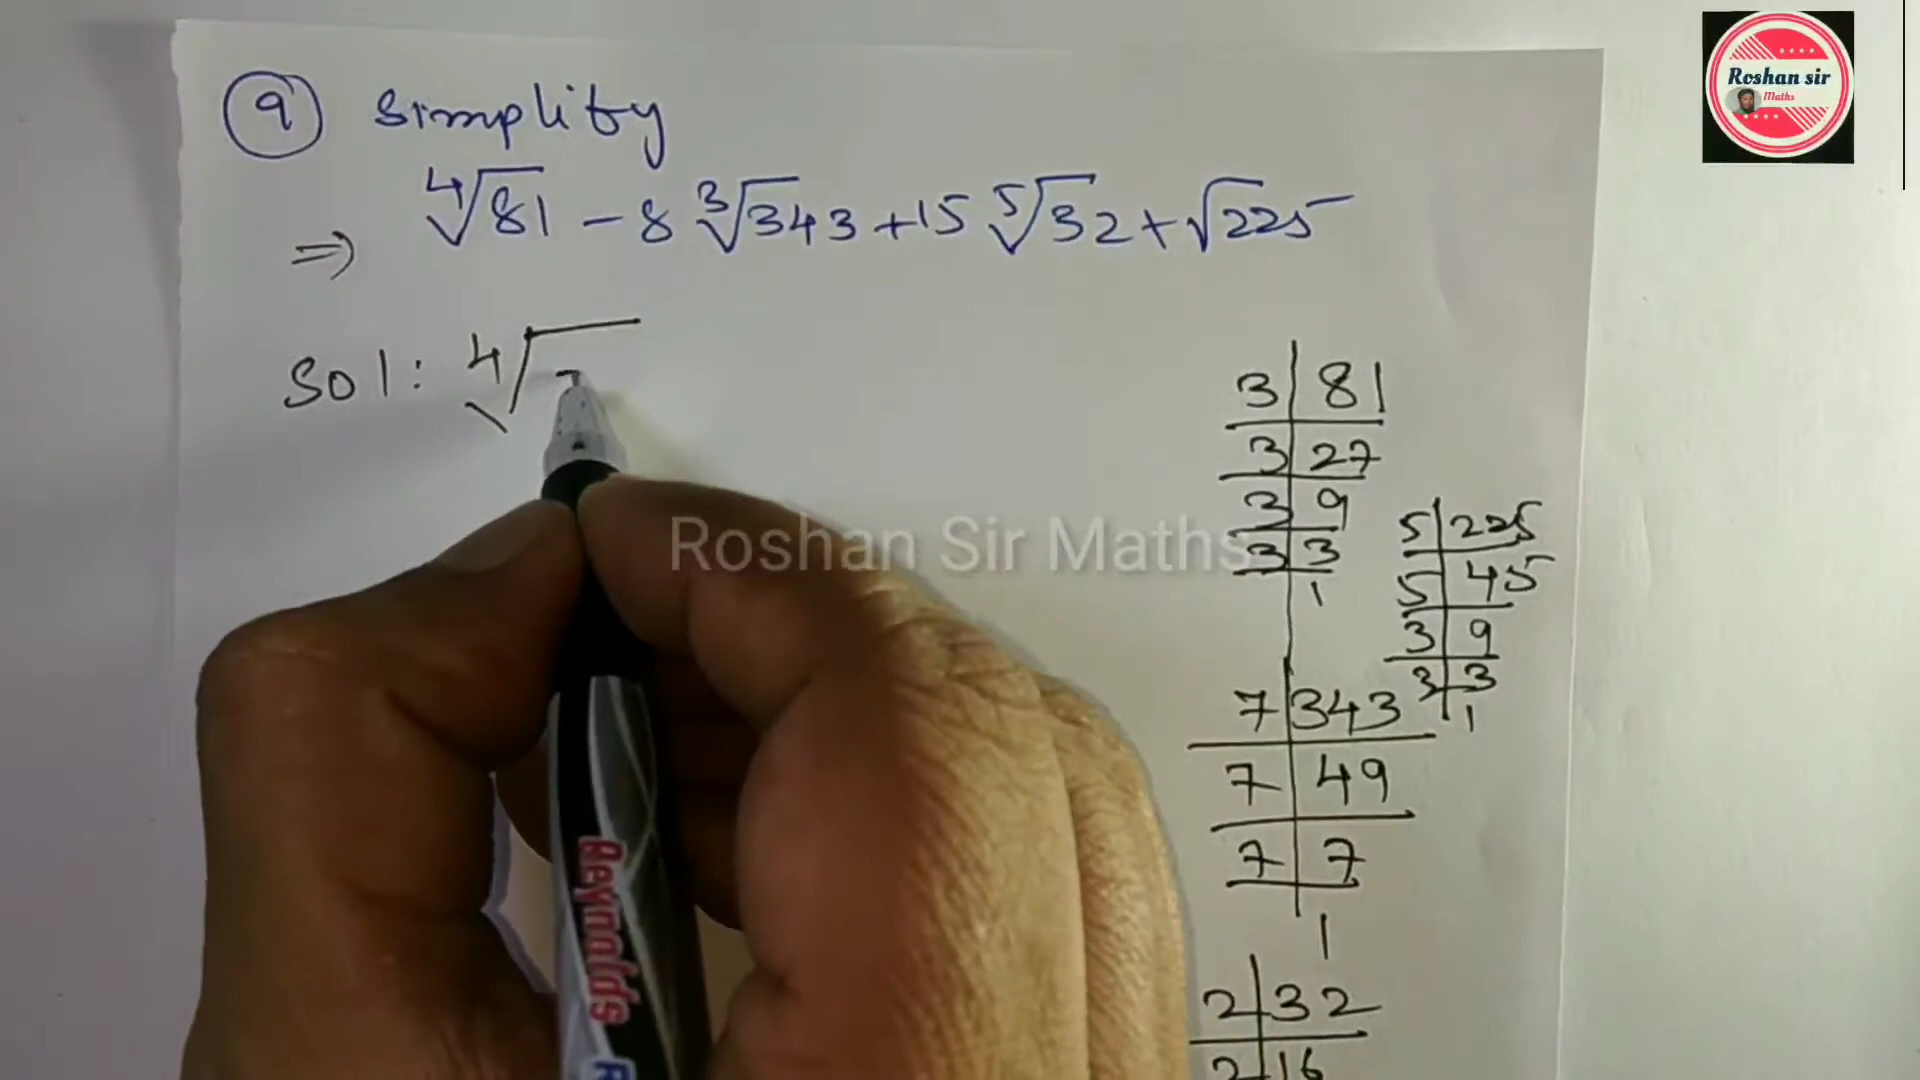 9 Simplify
⇒ ⁴√81 - 8 ³√343 + 15 ⁵√32 + √225
Sol: ⁴√
3 | 81
3 | 27
3 | 9
3 | 3
1
5 | 225
5 | 45
3 | 9
3 | 3
1
7 | 343
7 | 49
7 | 7
1
2 | 32
2 | 16
Roshan Sir Maths
Roshan sir
Maths
Reynolds